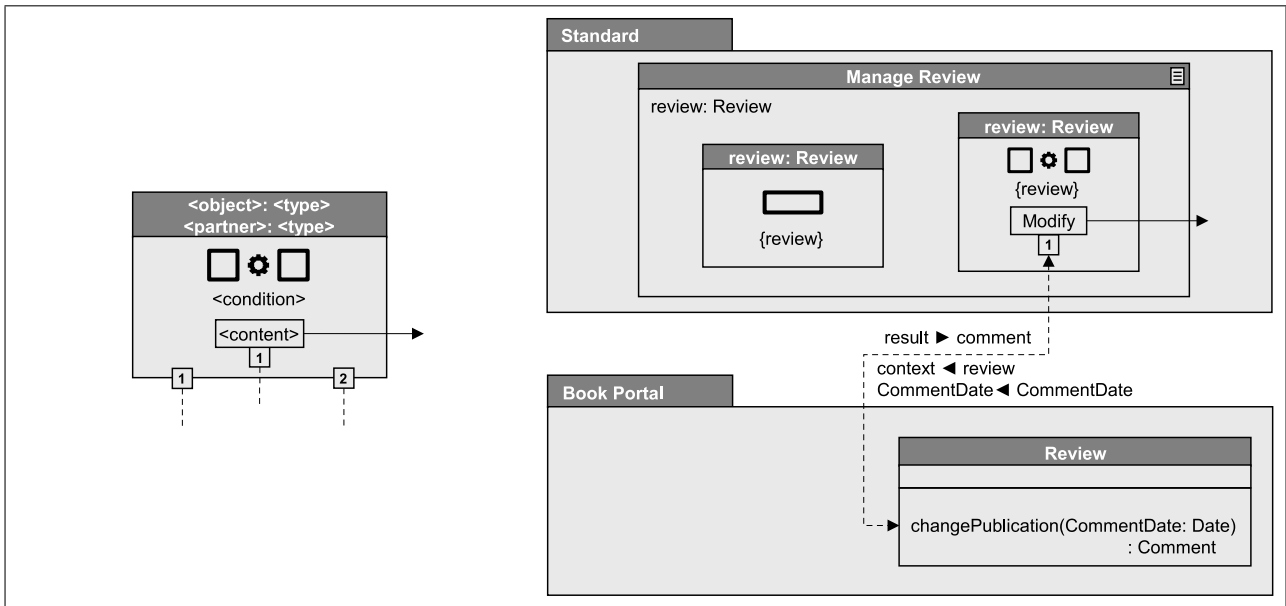 <object>: <type>
<partner>: <type>
<condition>
<content>
1
1
2
Standard
Manage Review
review: Review
review: Review
{review}
review: Review
{review}
Modify
1
result ► comment
context ◄ review
CommentDate◄ CommentDate
Book Portal
Review
changePublication(CommentDate: Date)
: Comment